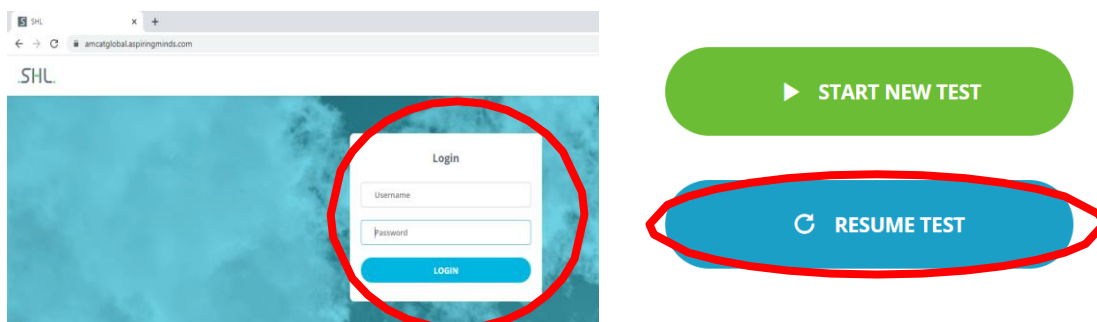 SHL
amcatglobal.aspiringminds.com
.SHL.
Login
Username
Password
LOGIN
START NEW TEST
RESUME TEST